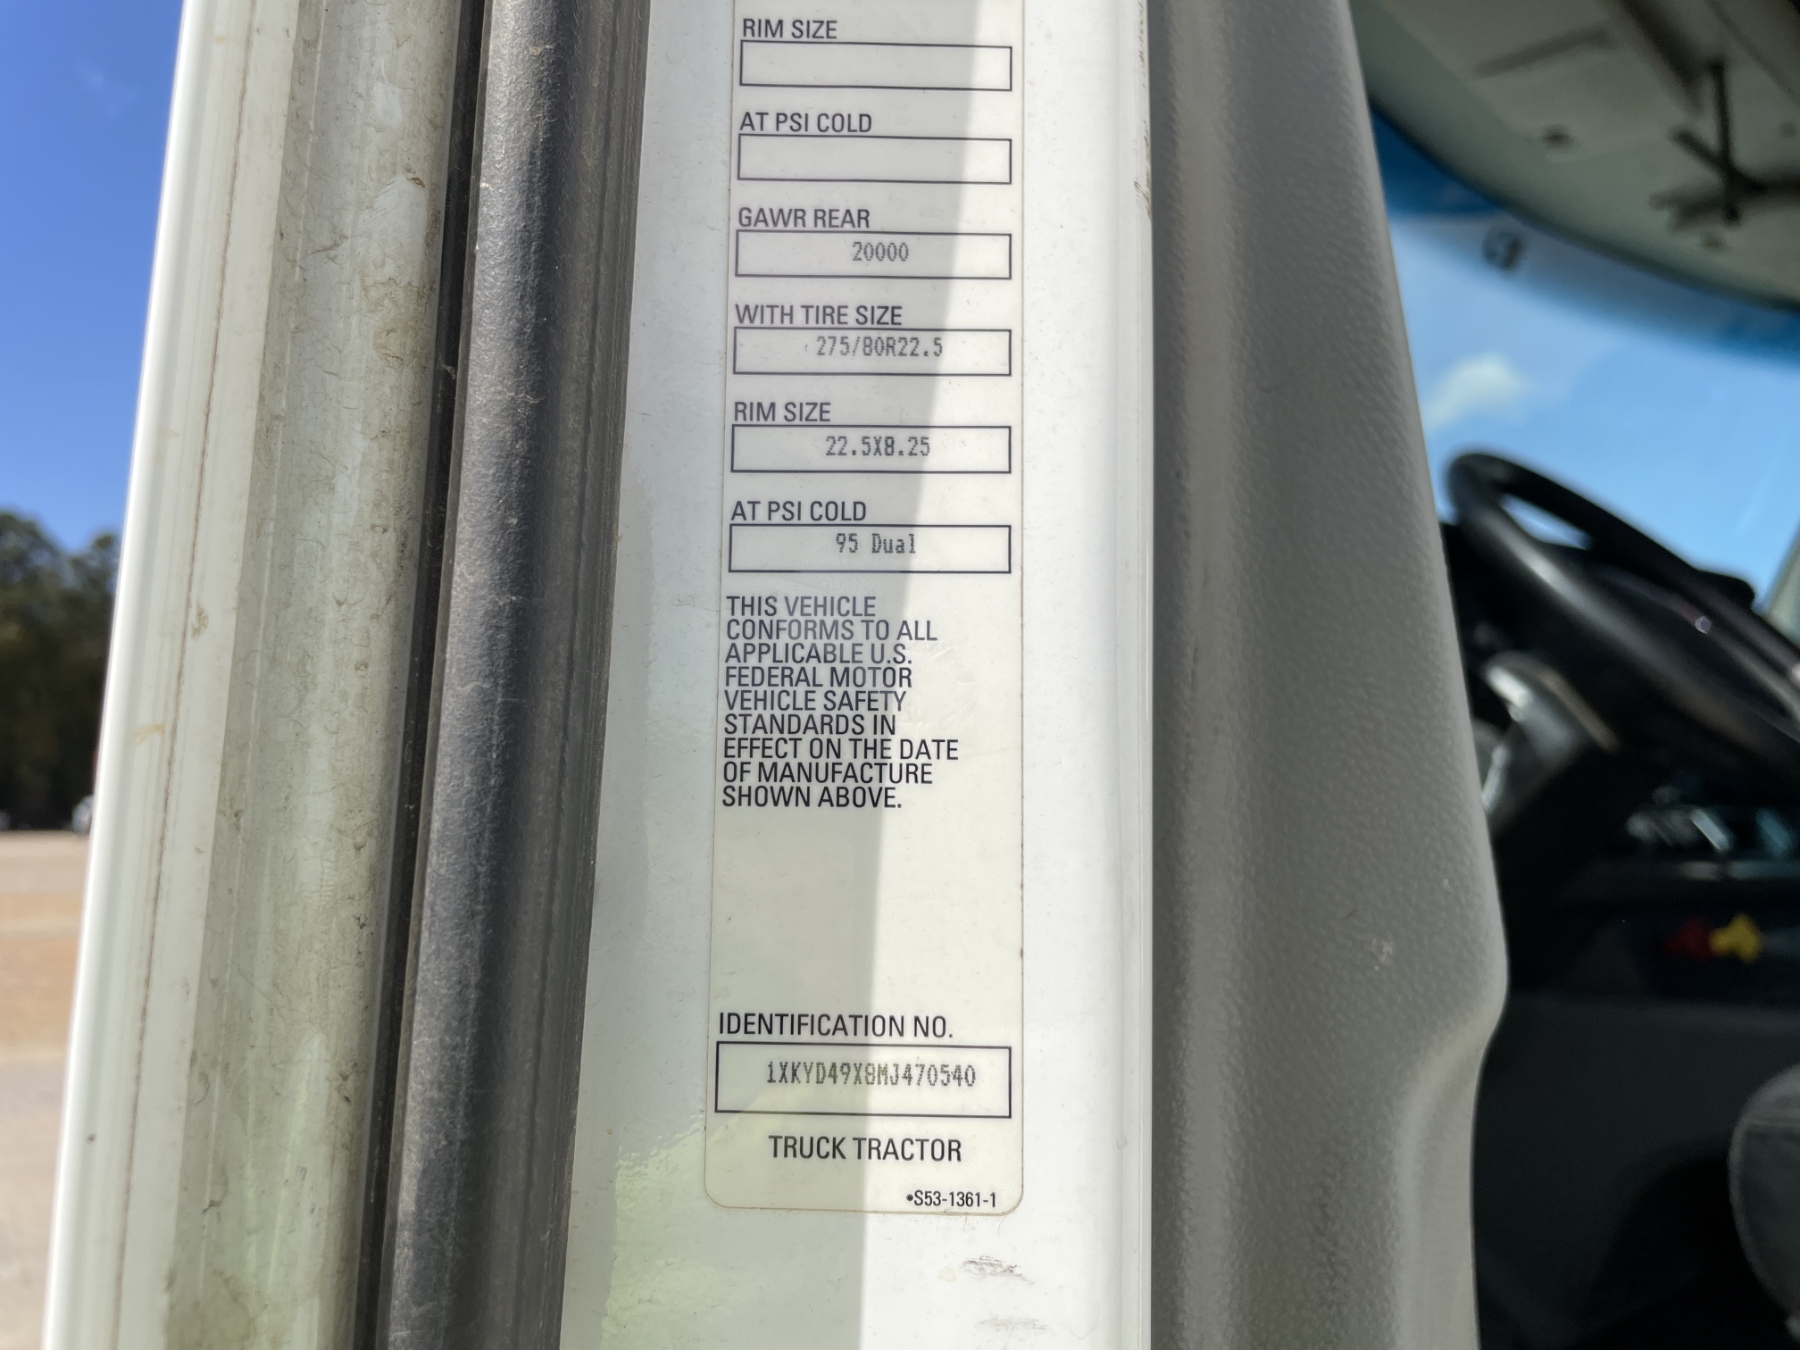 RIM SIZE
AT PSI COLD
GAWR REAR
20000
WITH TIRE SIZE
275/80R22.5
RIM SIZE
22.5X8.25
AT PSI COLD
95 Dual
THIS VEHICLE
CONFORMS TO ALL
APPLICABLE U.S.
FEDERAL MOTOR
VEHICLE SAFETY
STANDARDS IN
EFFECT ON THE DATE
OF MANUFACTURE
SHOWN ABOVE.
IDENTIFICATION NO.
1XKYD49X8MJ470540
TRUCK TRACTOR
•S53-1361-1